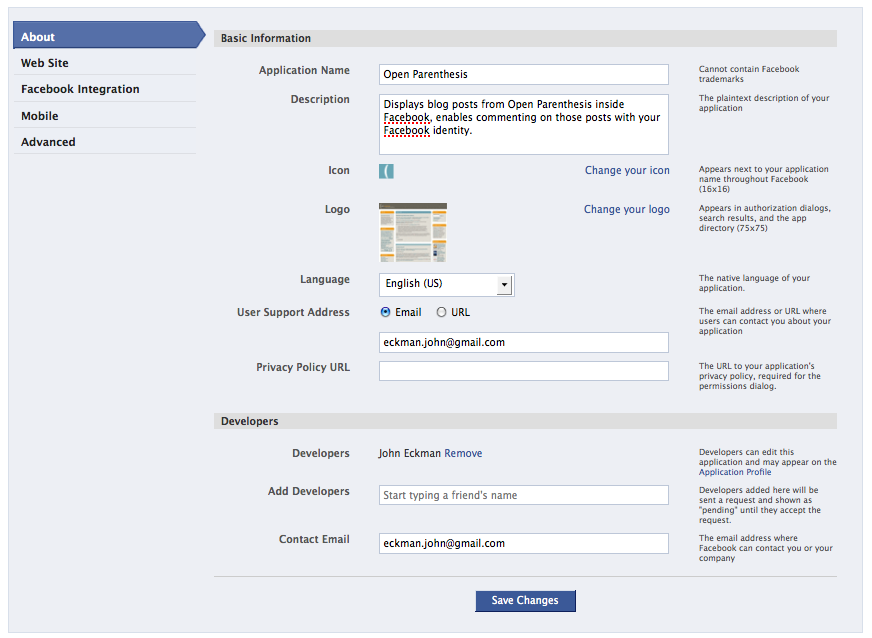 About
Web Site
Facebook Integration
Mobile
Advanced
Basic Information
Application Name
Open Parenthesis
Cannot contain Facebook
trademarks
Description
Displays blog posts from Open Parenthesis inside
Facebook, enables commenting on those posts with your
Facebook identity.
The plaintext description of your
application
Icon
Change your icon
Appears next to your application
name throughout Facebook
(16x16)
Logo
Change your logo
Appears in authorization dialogs,
search results, and the app
directory (75x75)
Language
English (US)
The native language of your
application.
User Support Address
Email
URL
eckman.john@gmail.com
The email address or URL where
users can contact you about your
application
Privacy Policy URL
The URL to your application's
privacy policy, required for the
permissions dialog.
Developers
Developers
John Eckman Remove
Developers can edit this
application and may appear on the
Application Profile
Add Developers
Start typing a friend's name
Developers added here will be
sent a request and shown as
"pending" until they accept the
request.
Contact Email
eckman.john@gmail.com
The email address where
Facebook can contact you or your
company
Save Changes